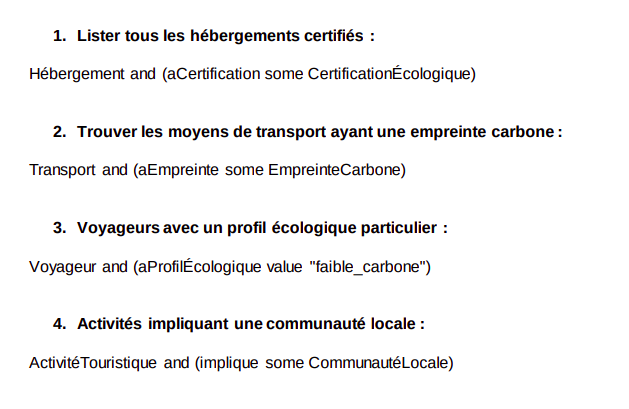 1. Lister tous les hébergements certifiés :
Hébergement and (aCertification some CertificationÉcologique)
2. Trouver les moyens de transport ayant une empreinte carbone :
Transport and (aEmpreinte some EmpreinteCarbone)
3. Voyageurs avec un profil écologique particulier :
Voyageur and (aProfilÉcologique value "faible_carbone")
4. Activités impliquant une communauté locale :
ActivitéTouristique and (implique some CommunautéLocale)